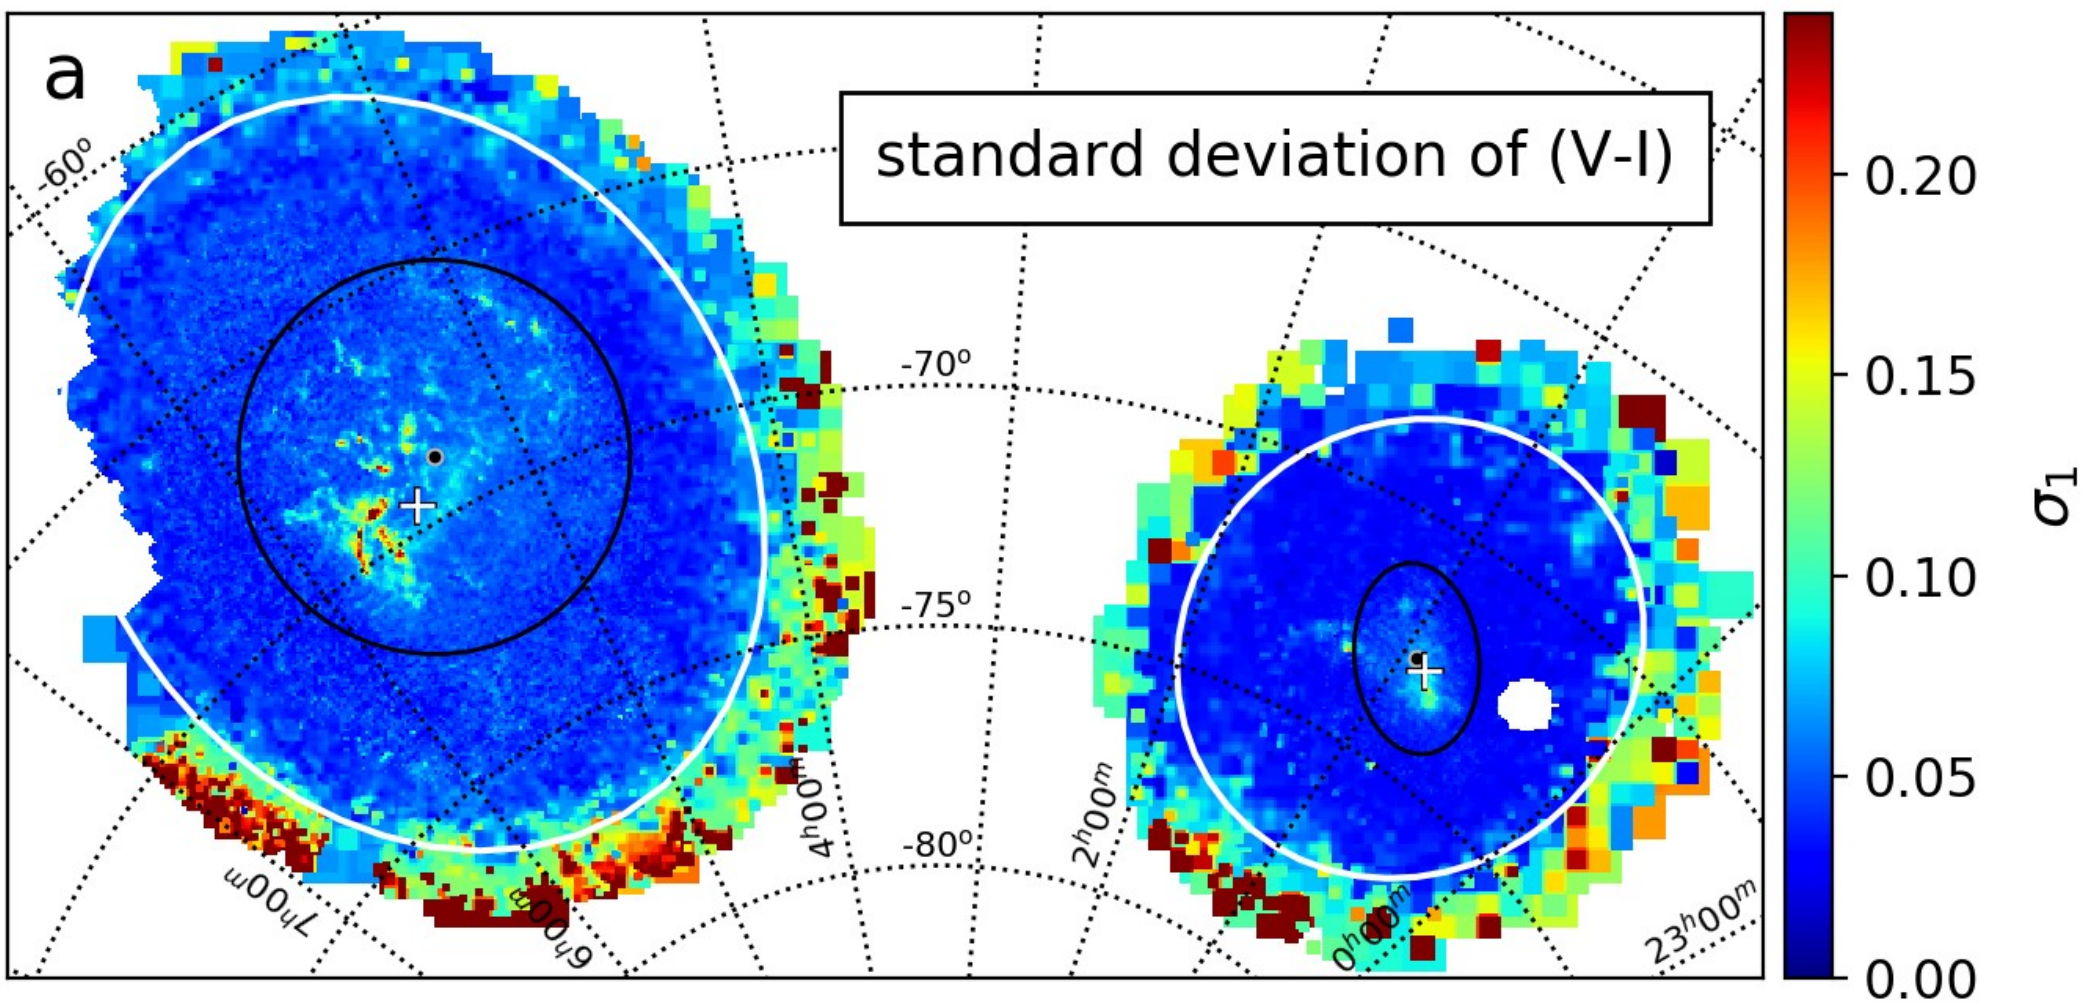 a
standard deviation of (V-I)
-60°
-70°
-75°
-80°
4ʰ00ᵐ
2ʰ00ᵐ
7ʰ00ᵐ
6ʰ00ᵐ
0ʰ00ᵐ
23ʰ00ᵐ
0.20
0.15
0.10
0.05
0.00
σ₁